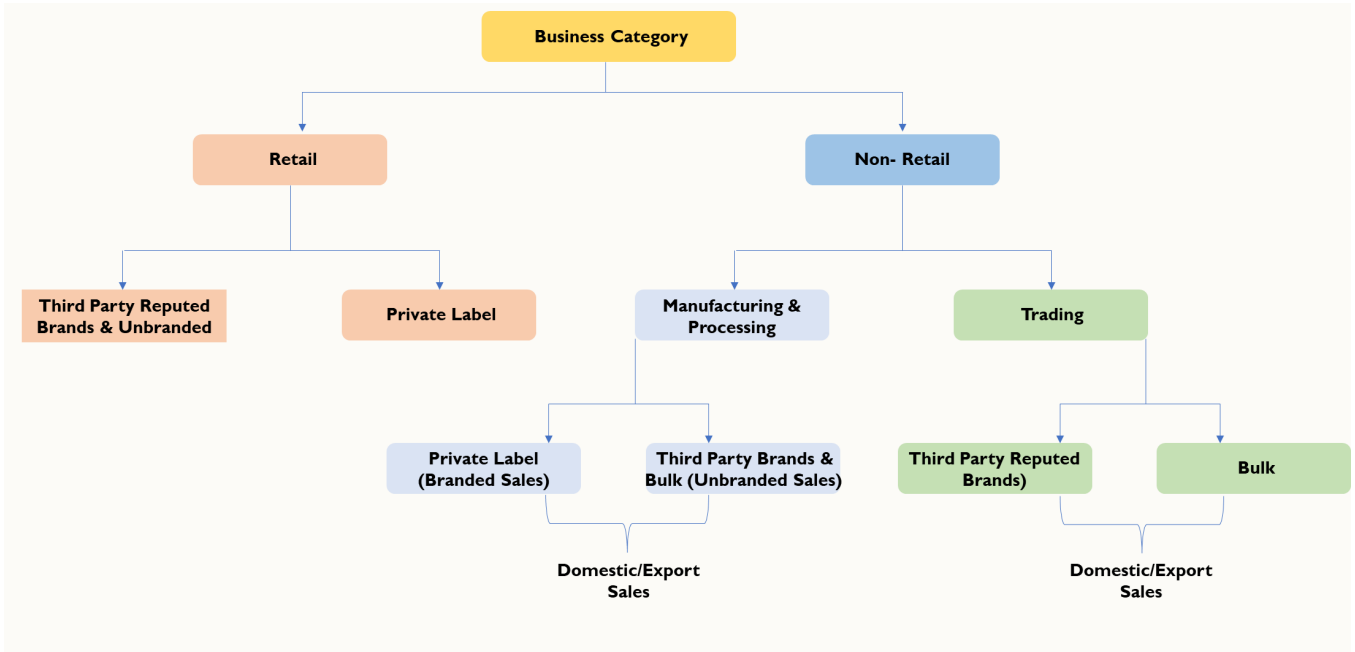 Business Category
Retail
Non- Retail
Third Party Reputed
Brands & Unbranded
Private Label
Manufacturing &
Processing
Trading
Private Label
(Branded Sales)
Third Party Brands &
Bulk (Unbranded Sales)
Third Party Reputed
Brands)
Bulk
Domestic/Export
Sales
Domestic/Export
Sales